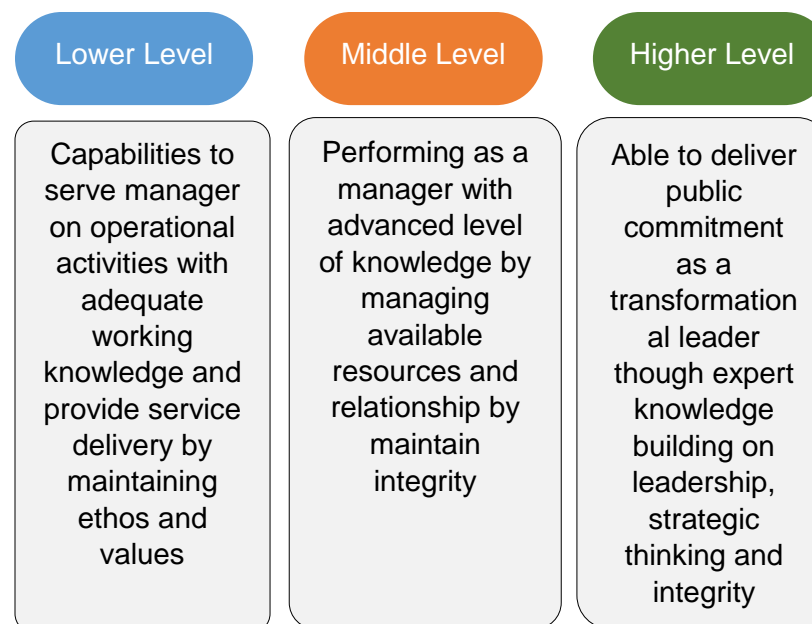 Lower Level
Capabilities to
serve manager
on operational
activities with
adequate
working
knowledge and
provide service
delivery by
maintaining
ethos and
values
Middle Level
Performing as a
manager with
advanced level
of knowledge by
managing
available
resources and
relationship by
maintain
integrity
Higher Level
Able to deliver
public
commitment
as a
transformation
al leader
though expert
knowledge
building on
leadership,
strategic
thinking and
integrity